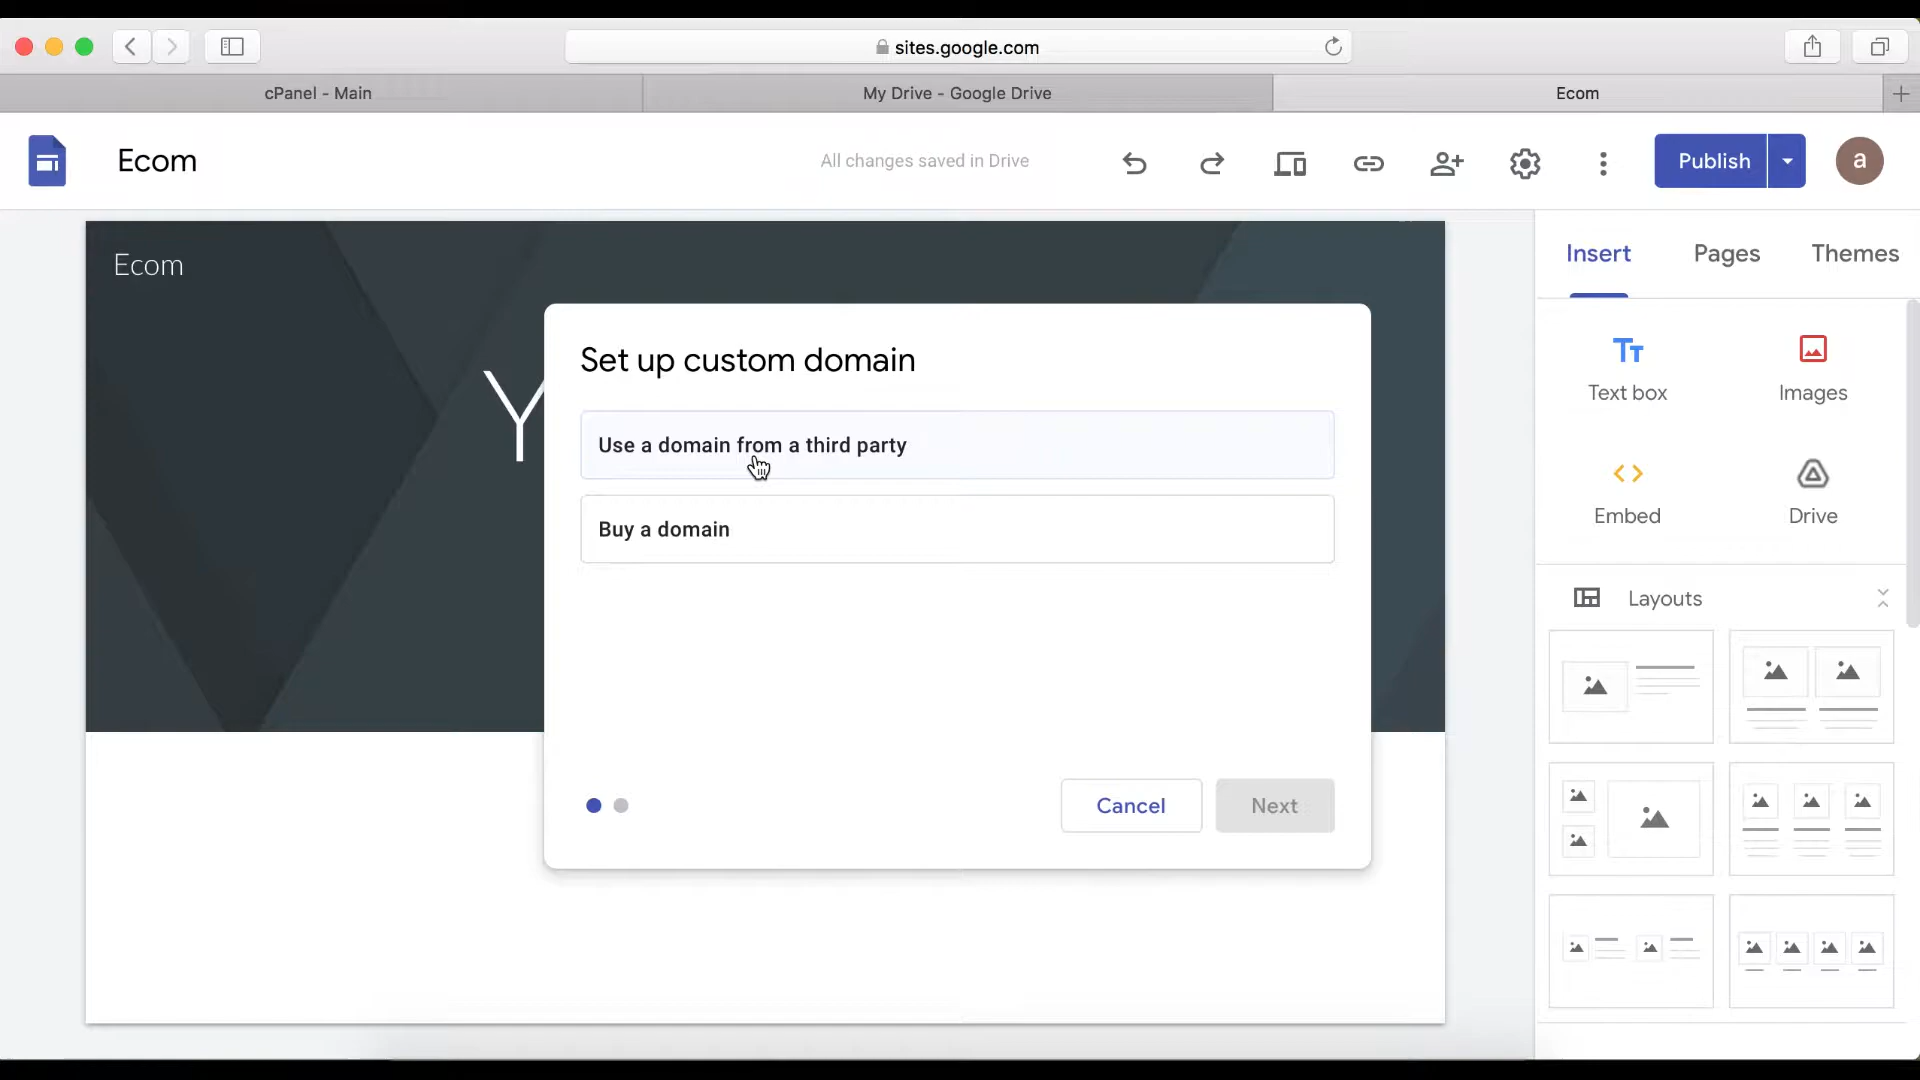 sites.google.com
cPanel - Main
My Drive - Google Drive
Ecom
Ecom
All changes saved in Drive
Publish
a
Insert
Pages
Themes
Ecom
Y
Set up custom domain
Use a domain from a third party
Buy a domain
Cancel
Next
Tt
Text box
Images
Embed
Drive
Layouts